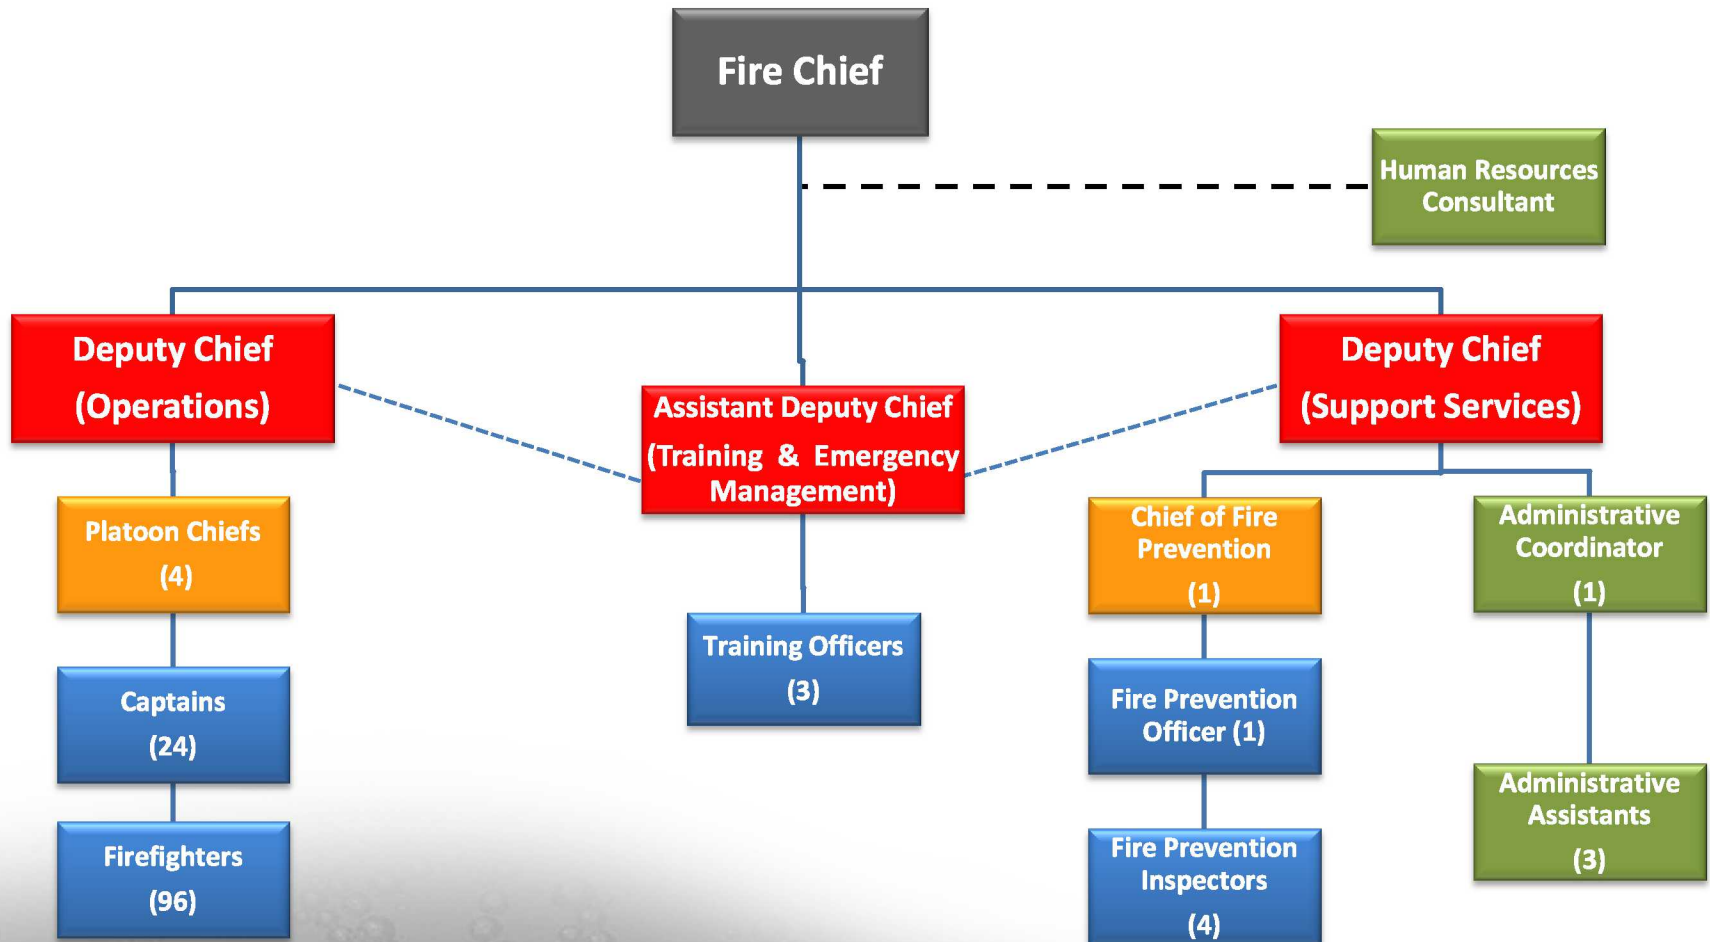 Fire Chief
Human Resources
Consultant
Deputy Chief
(Operations)
Assistant Deputy Chief
(Training & Emergency
Management)
Deputy Chief
(Support Services)
Platoon Chiefs
(4)
Captains
(24)
Firefighters
(96)
Training Officers
(3)
Chief of Fire
Prevention
(1)
Fire Prevention
Officer (1)
Fire Prevention
Inspectors
(4)
Administrative
Coordinator
(1)
Administrative
Assistants
(3)